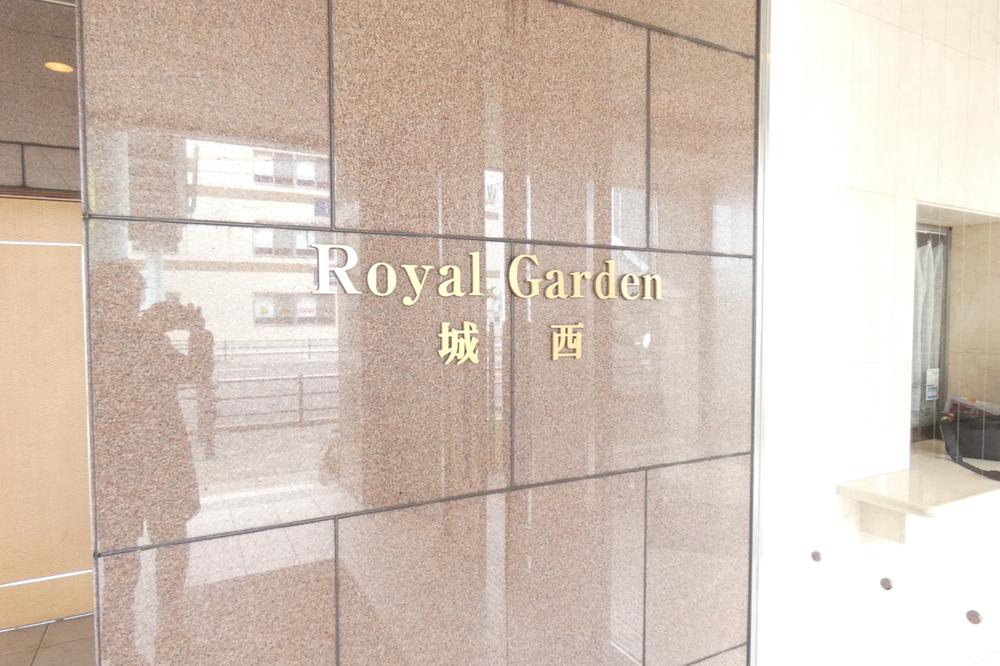 Royal Garden
城 西